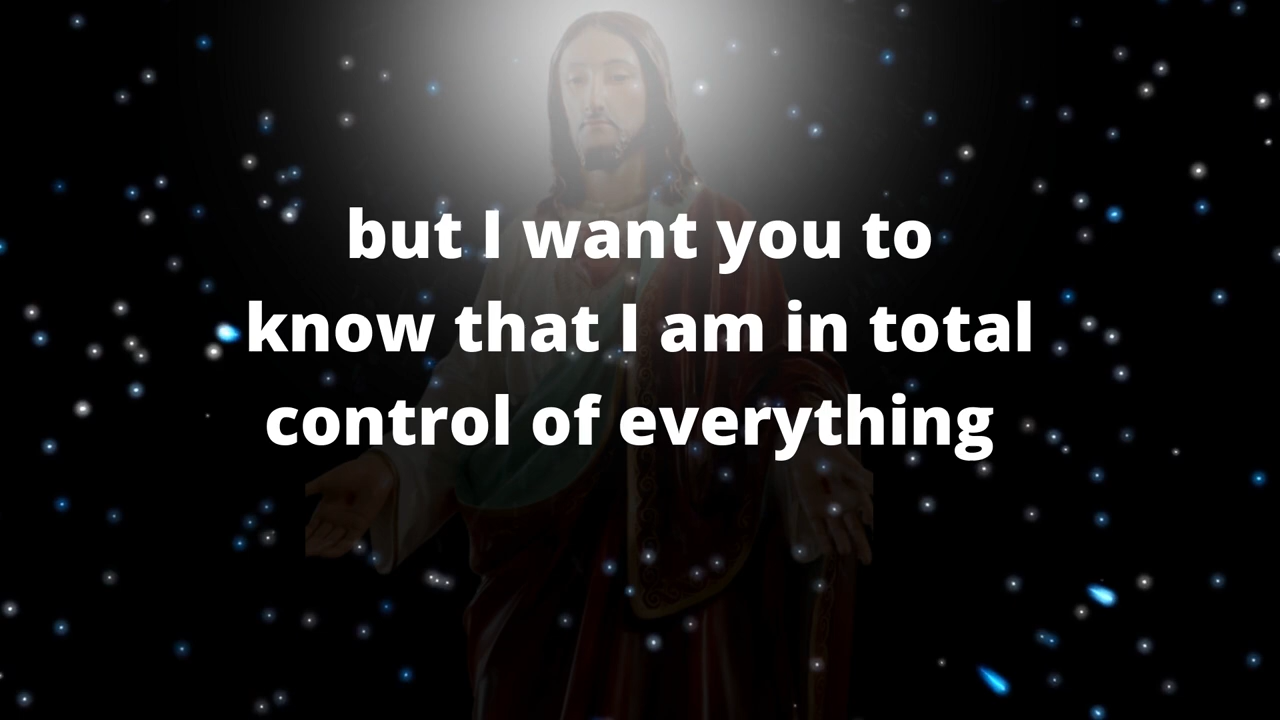 but I want you to
know that I am in total
control of everything